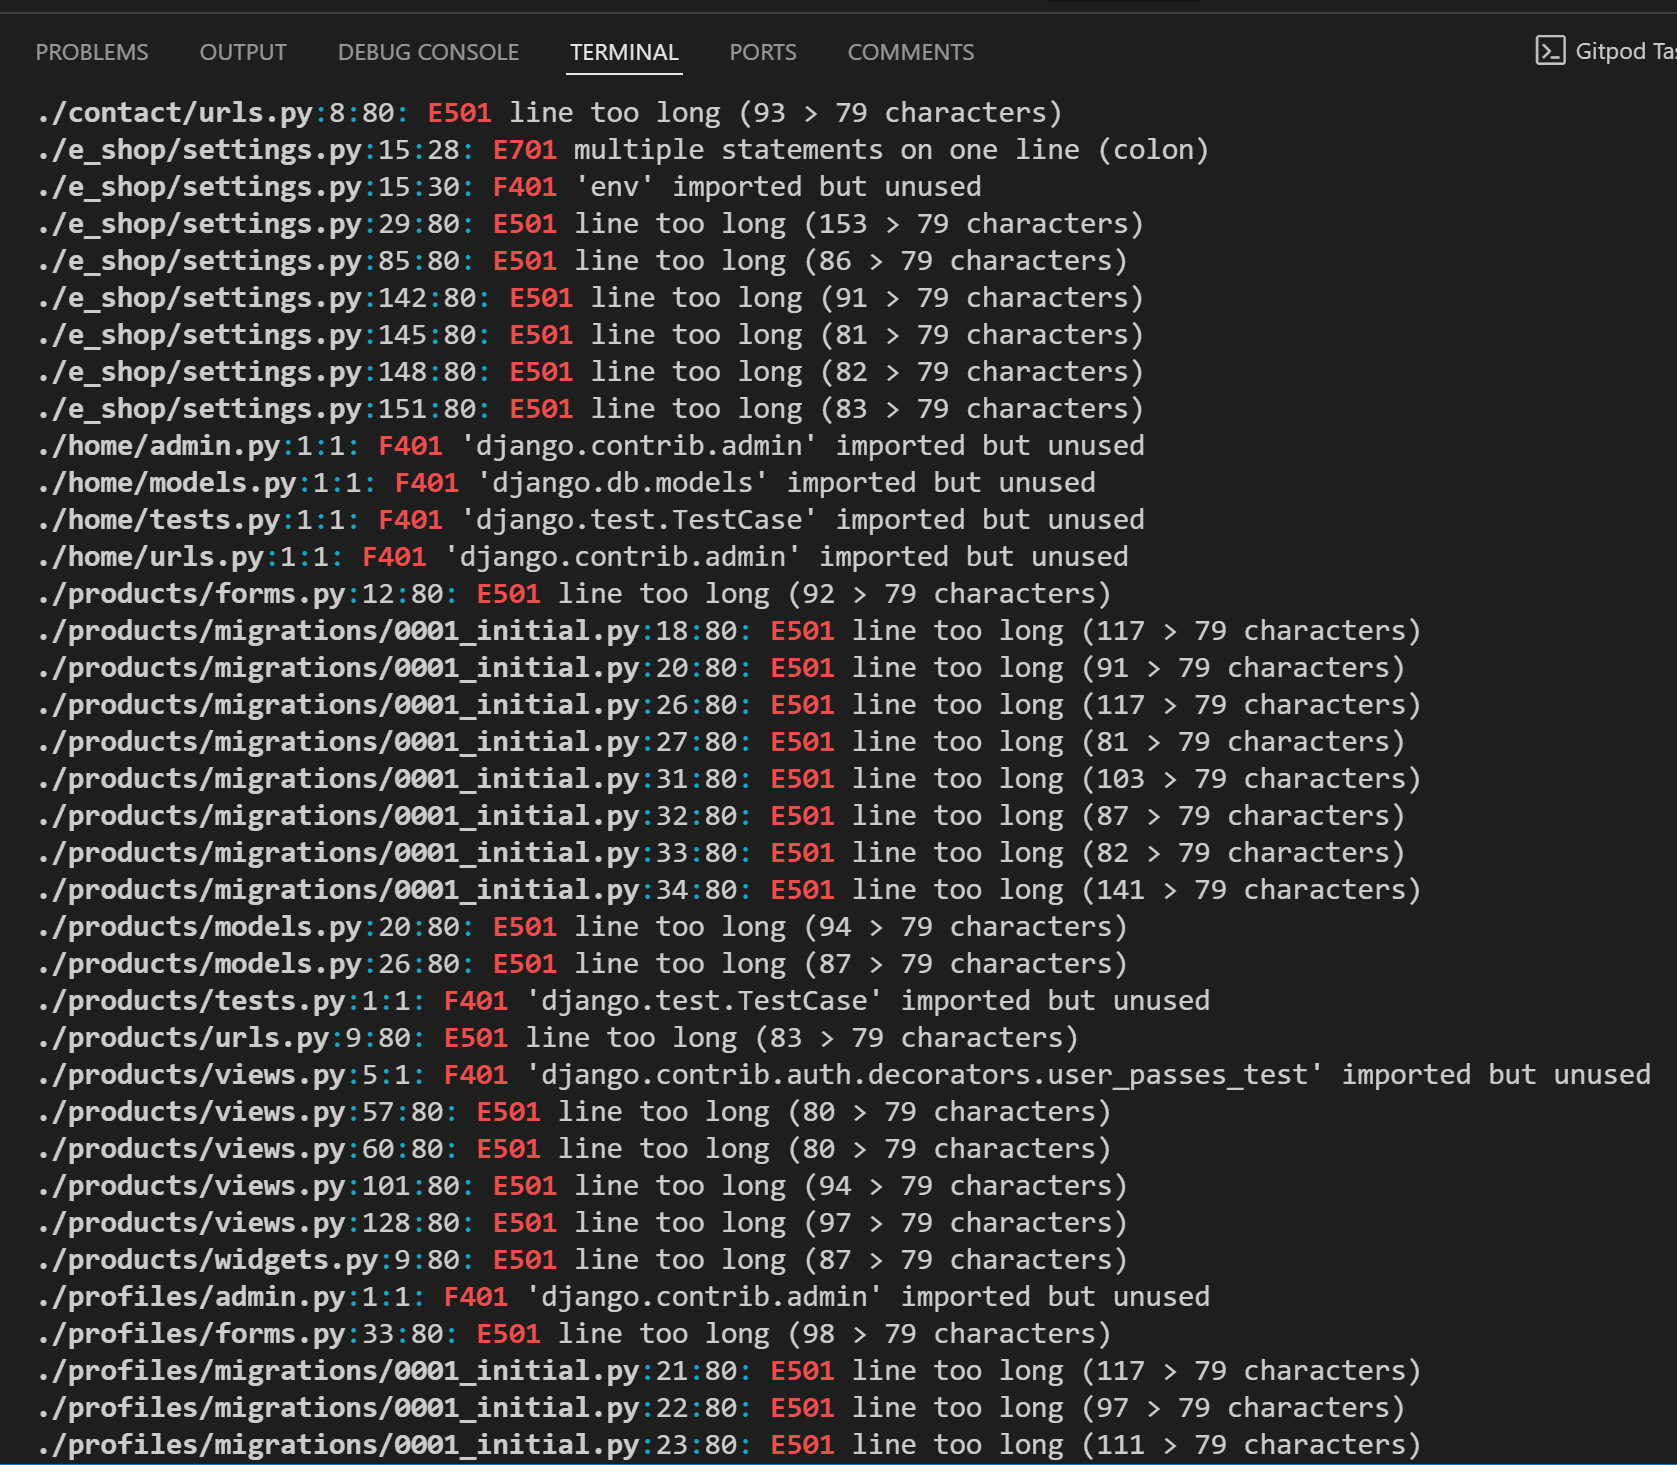 PROBLEMS OUTPUT DEBUG CONSOLE TERMINAL PORTS COMMENTS Gitpod Tas
./contact/urls.py:8:80: E501 line too long (93 > 79 characters)
./e_shop/settings.py:15:28: E701 multiple statements on one line (colon)
./e_shop/settings.py:15:30: F401 'env' imported but unused
./e_shop/settings.py:29:80: E501 line too long (153 > 79 characters)
./e_shop/settings.py:85:80: E501 line too long (86 > 79 characters)
./e_shop/settings.py:142:80: E501 line too long (91 > 79 characters)
./e_shop/settings.py:145:80: E501 line too long (81 > 79 characters)
./e_shop/settings.py:148:80: E501 line too long (82 > 79 characters)
./e_shop/settings.py:151:80: E501 line too long (83 > 79 characters)
./home/admin.py:1:1: F401 'django.contrib.admin' imported but unused
./home/models.py:1:1: F401 'django.db.models' imported but unused
./home/tests.py:1:1: F401 'django.test.TestCase' imported but unused
./home/urls.py:1:1: F401 'django.contrib.admin' imported but unused
./products/forms.py:12:80: E501 line too long (92 > 79 characters)
./products/migrations/0001_initial.py:18:80: E501 line too long (117 > 79 characters)
./products/migrations/0001_initial.py:20:80: E501 line too long (91 > 79 characters)
./products/migrations/0001_initial.py:26:80: E501 line too long (117 > 79 characters)
./products/migrations/0001_initial.py:27:80: E501 line too long (81 > 79 characters)
./products/migrations/0001_initial.py:31:80: E501 line too long (103 > 79 characters)
./products/migrations/0001_initial.py:32:80: E501 line too long (87 > 79 characters)
./products/migrations/0001_initial.py:33:80: E501 line too long (82 > 79 characters)
./products/migrations/0001_initial.py:34:80: E501 line too long (141 > 79 characters)
./products/models.py:20:80: E501 line too long (94 > 79 characters)
./products/models.py:26:80: E501 line too long (87 > 79 characters)
./products/tests.py:1:1: F401 'django.test.TestCase' imported but unused
./products/urls.py:9:80: E501 line too long (83 > 79 characters)
./products/views.py:5:1: F401 'django.contrib.auth.decorators.user_passes_test' imported but unused
./products/views.py:57:80: E501 line too long (80 > 79 characters)
./products/views.py:60:80: E501 line too long (80 > 79 characters)
./products/views.py:101:80: E501 line too long (94 > 79 characters)
./products/views.py:128:80: E501 line too long (97 > 79 characters)
./products/widgets.py:9:80: E501 line too long (87 > 79 characters)
./profiles/admin.py:1:1: F401 'django.contrib.admin' imported but unused
./profiles/forms.py:33:80: E501 line too long (98 > 79 characters)
./profiles/migrations/0001_initial.py:21:80: E501 line too long (117 > 79 characters)
./profiles/migrations/0001_initial.py:22:80: E501 line too long (97 > 79 characters)
./profiles/migrations/0001_initial.py:23:80: E501 line too long (111 > 79 characters)